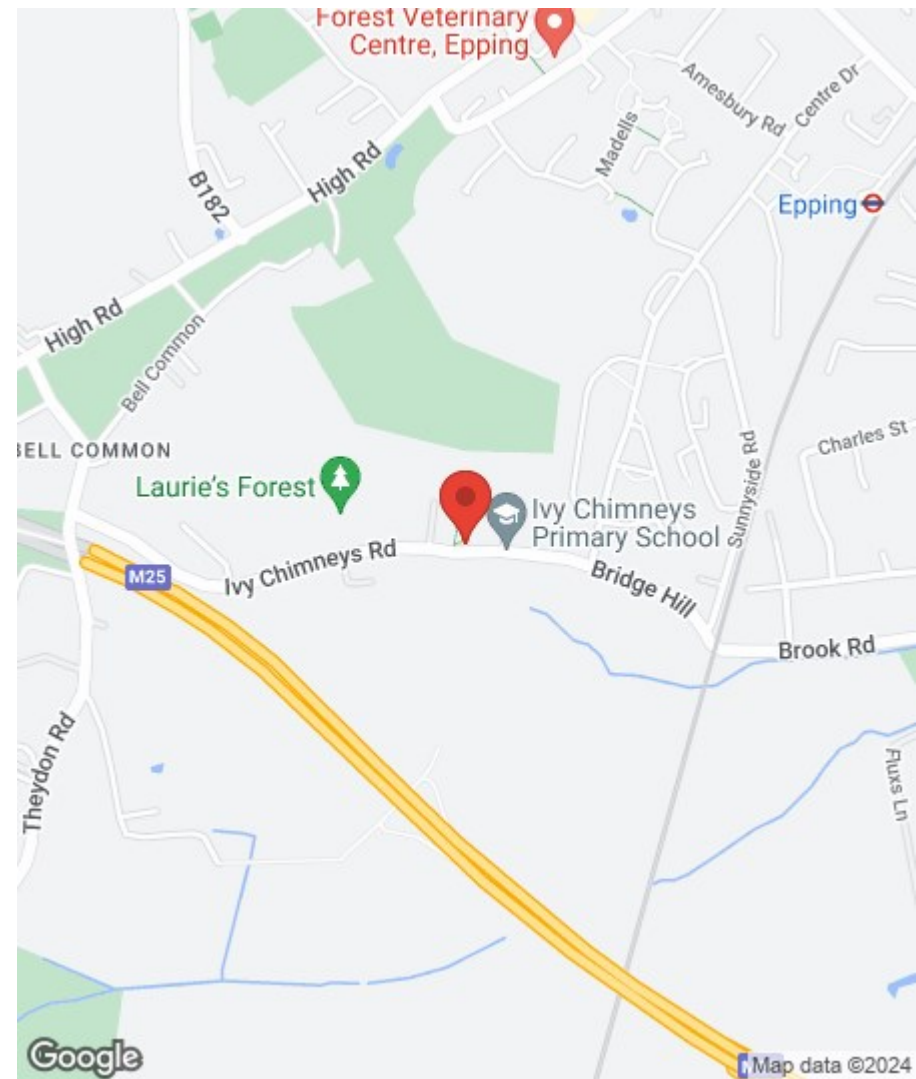 Forest Veterinary
Centre, Epping
Amesbury Rd
Centre Dr
Madells
High Rd
B182
Epping
High Rd
Bell Common
BELL COMMON
Charles St
Sunnyside Rd
Laurie's Forest
Ivy Chimneys
Primary School
Ivy Chimneys Rd
M25
Bridge Hill
Brook Rd
Theydon Rd
Fluxs Ln
Google
Map data ©2024